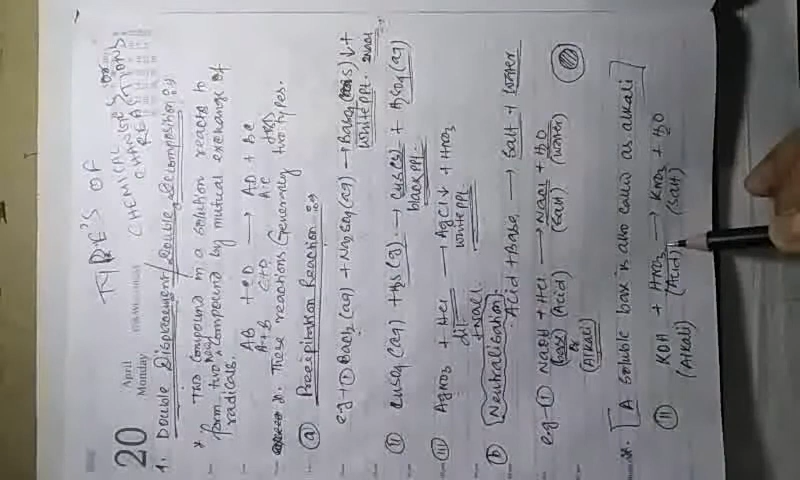 TYPE'S OF
CHEMICAL CHANGES or
REACTIONS
20 April
Monday
1. Double Displacement/Double decomposition :→
* Two Compound in a solution reacts to
form two new Compound by mutual exchange of
radicals.
AB + CD → AD + BC
A+B C+D A:C
*. These reactions Generally two types.
(a) Precipitation Reaction :→
eg → (i) BaCl2 (aq) + Na2SO4 (aq) → BaSO4 (s)↓ +
White PPt.
(ii) CuSO4 (aq) + H2S (g) → CuS (s) + H2SO4 (aq)
black PPt.
(iii) AgNO3 + HCl → AgCl↓ + HNO3
dil White PPt
(b) Neutralisation:
Acid + Base → Salt + Water
eg → (i) NaOH + HCl → NaCl + H2O
(base) (Acid) (Salt) (Water)
or
(Alkali)
*. [A soluble base is also called as alkali]
(ii) KOH + HNO3 → KNO3 + H2O
(Alkali) (Acid) (Salt)